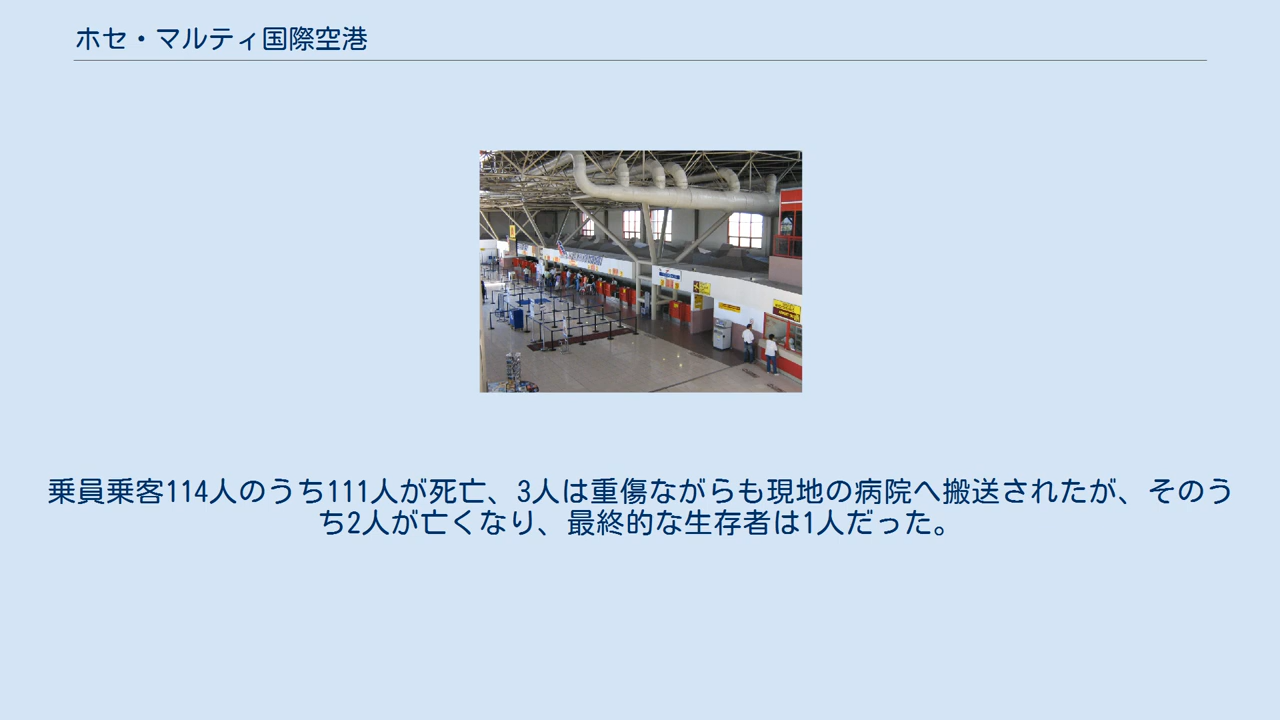 ホセ・マルティ国際空港
乗員乗客114人のうち111人が死亡、3人は重傷ながらも現地の病院へ搬送されたが、そのう
ち2人が亡くなり、最終的な生存者は1人だった。